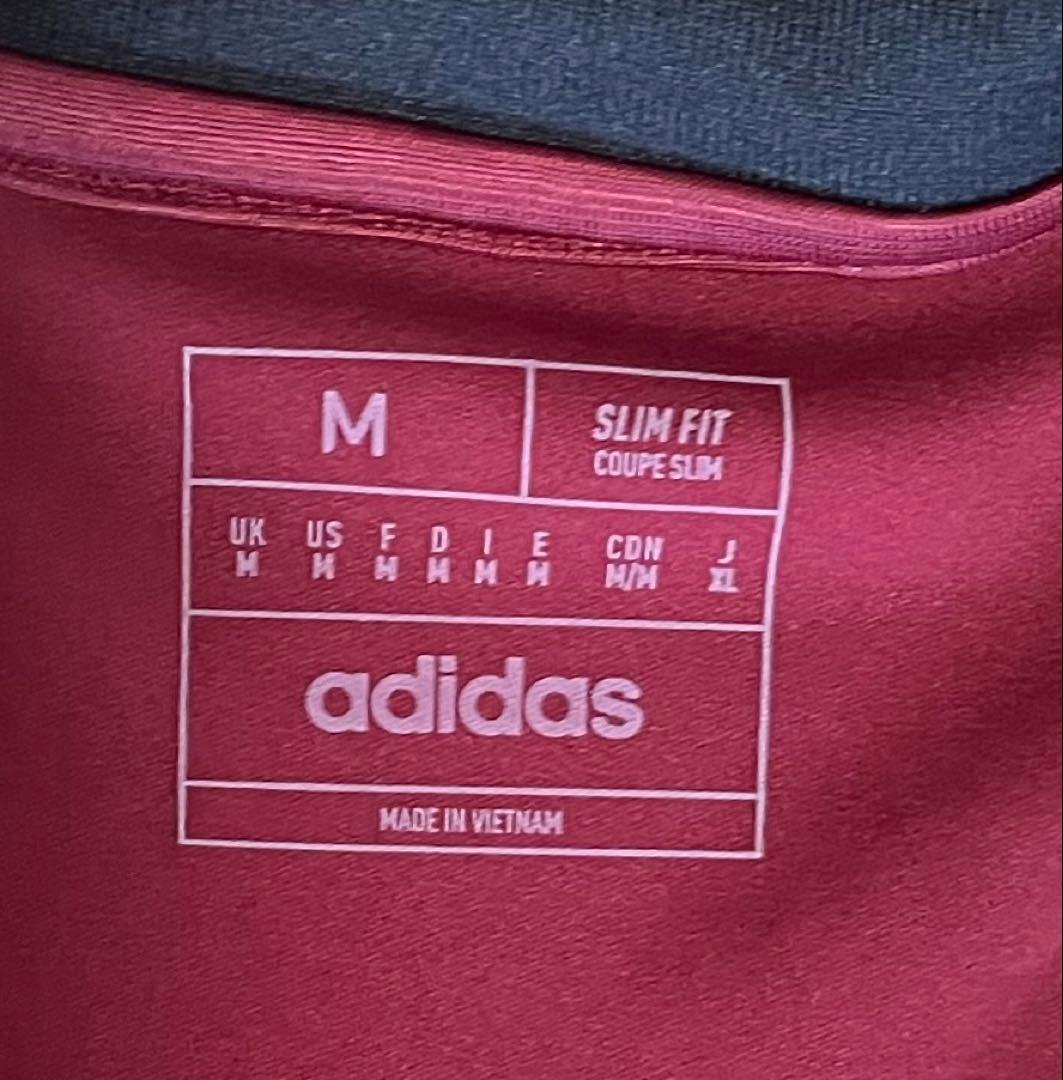 M
SLIM FIT
COUPE SLIM
UK US F D I E CDN J
M M M M M M M/M XL
adidas
MADE IN VIETNAM